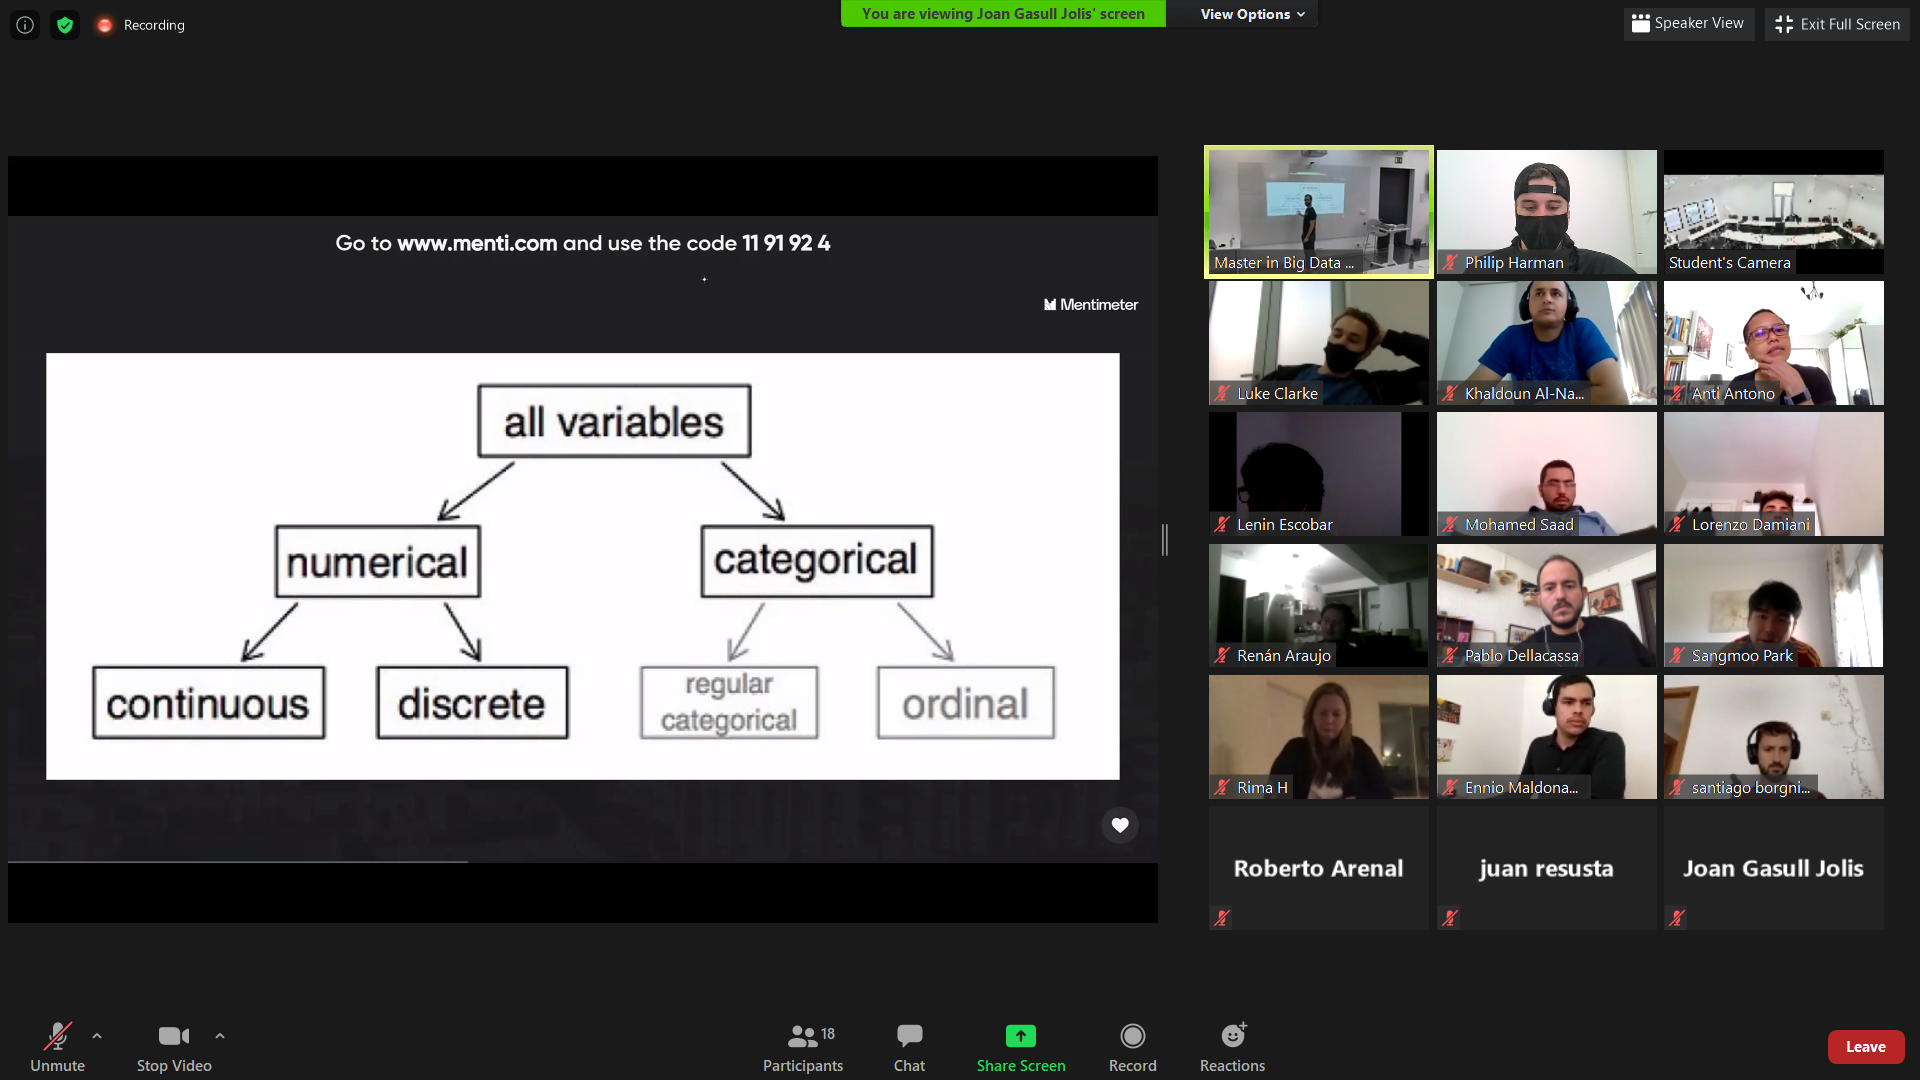 Recording
You are viewing Joan Gasull Jolis' screen
View Options
Speaker View
Exit Full Screen
Go to www.menti.com and use the code 11 91 92 4
Mentimeter
all variables
numerical
categorical
continuous
discrete
regular
categorical
ordinal
Master in Big Data ...
Philip Harman
Student's Camera
Luke Clarke
Khaldoun Al-Na...
Anti Antono
Lenin Escobar
Mohamed Saad
Lorenzo Damiani
Renán Araujo
Pablo Dellacassa
Sangmoo Park
Rima H
Ennio Maldona...
santiago borgni...
Roberto Arenal
juan resusta
Joan Gasull Jolis
Unmute
Stop Video
18
Participants
Chat
Share Screen
Record
Reactions
Leave